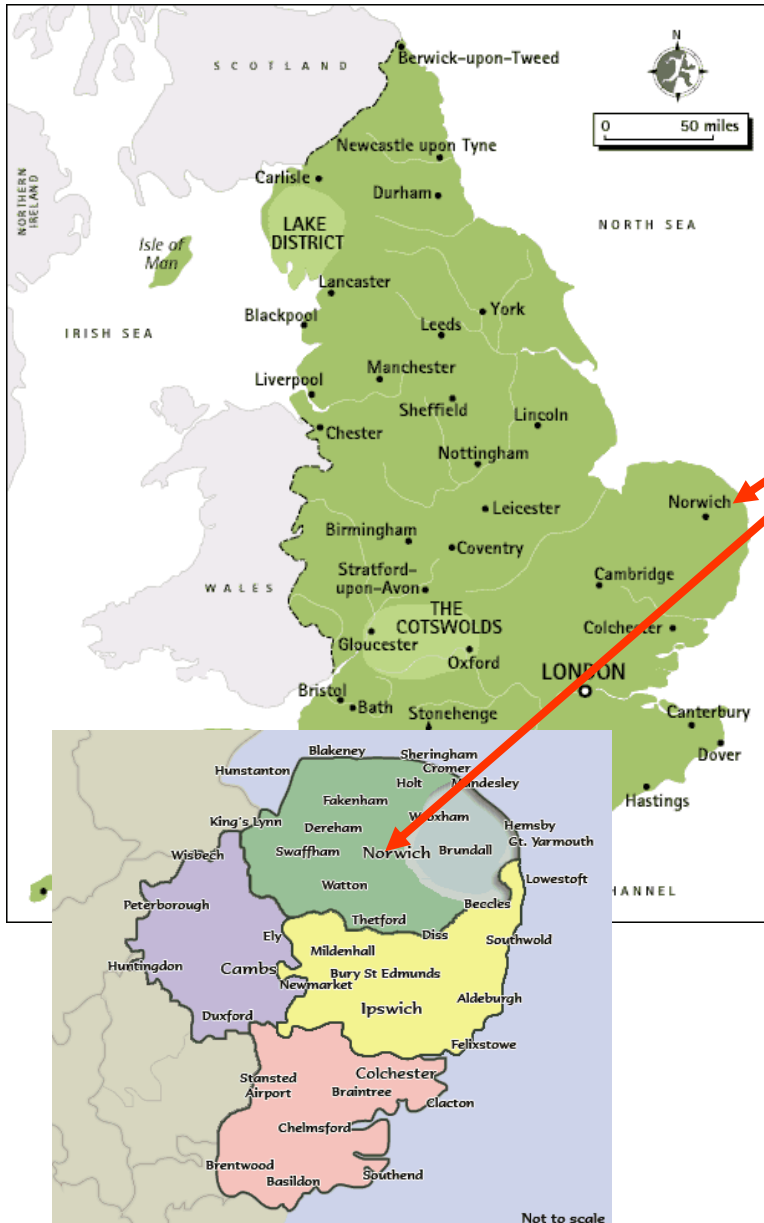 N
SCOTLAND
Berwick-upon-Tweed
0 50 miles
Newcastle upon Tyne
Carlisle
Durham
NORTHERN
IRELAND
NORTH SEA
LAKE
DISTRICT
Isle of
Man
Lancaster
York
Blackpool
Leeds
IRISH SEA
Manchester
Liverpool
Sheffield
Lincoln
Chester
Nottingham
Leicester
Norwich
Birmingham
Coventry
Stratford-
upon-Avon
Cambridge
WALES
THE
COTSWOLDS
Colchester
Gloucester
Oxford
LONDON
Bristol
Bath
Stonehenge
Canterbury
Dover
Hastings
HANNEL
Blakeney
Sheringham
Cromer
Hunstanton
Holt
Mundesley
Fakenham
King's Lynn
Wroxham
Dereham
Hemsby
Gt. Yarmouth
Wisbech
Swaffham
Norwich
Brundall
Watton
Lowestoft
Peterborough
Beccles
Thetford
Ely
Diss
Southwold
Mildenhall
Huntingdon
Cambs
Bury St Edmunds
Newmarket
Aldeburgh
Ipswich
Duxford
Felixstowe
Stansted
Airport
Colchester
Braintree
Clacton
Chelmsford
Brentwood
Basildon
Southend
Not to scale